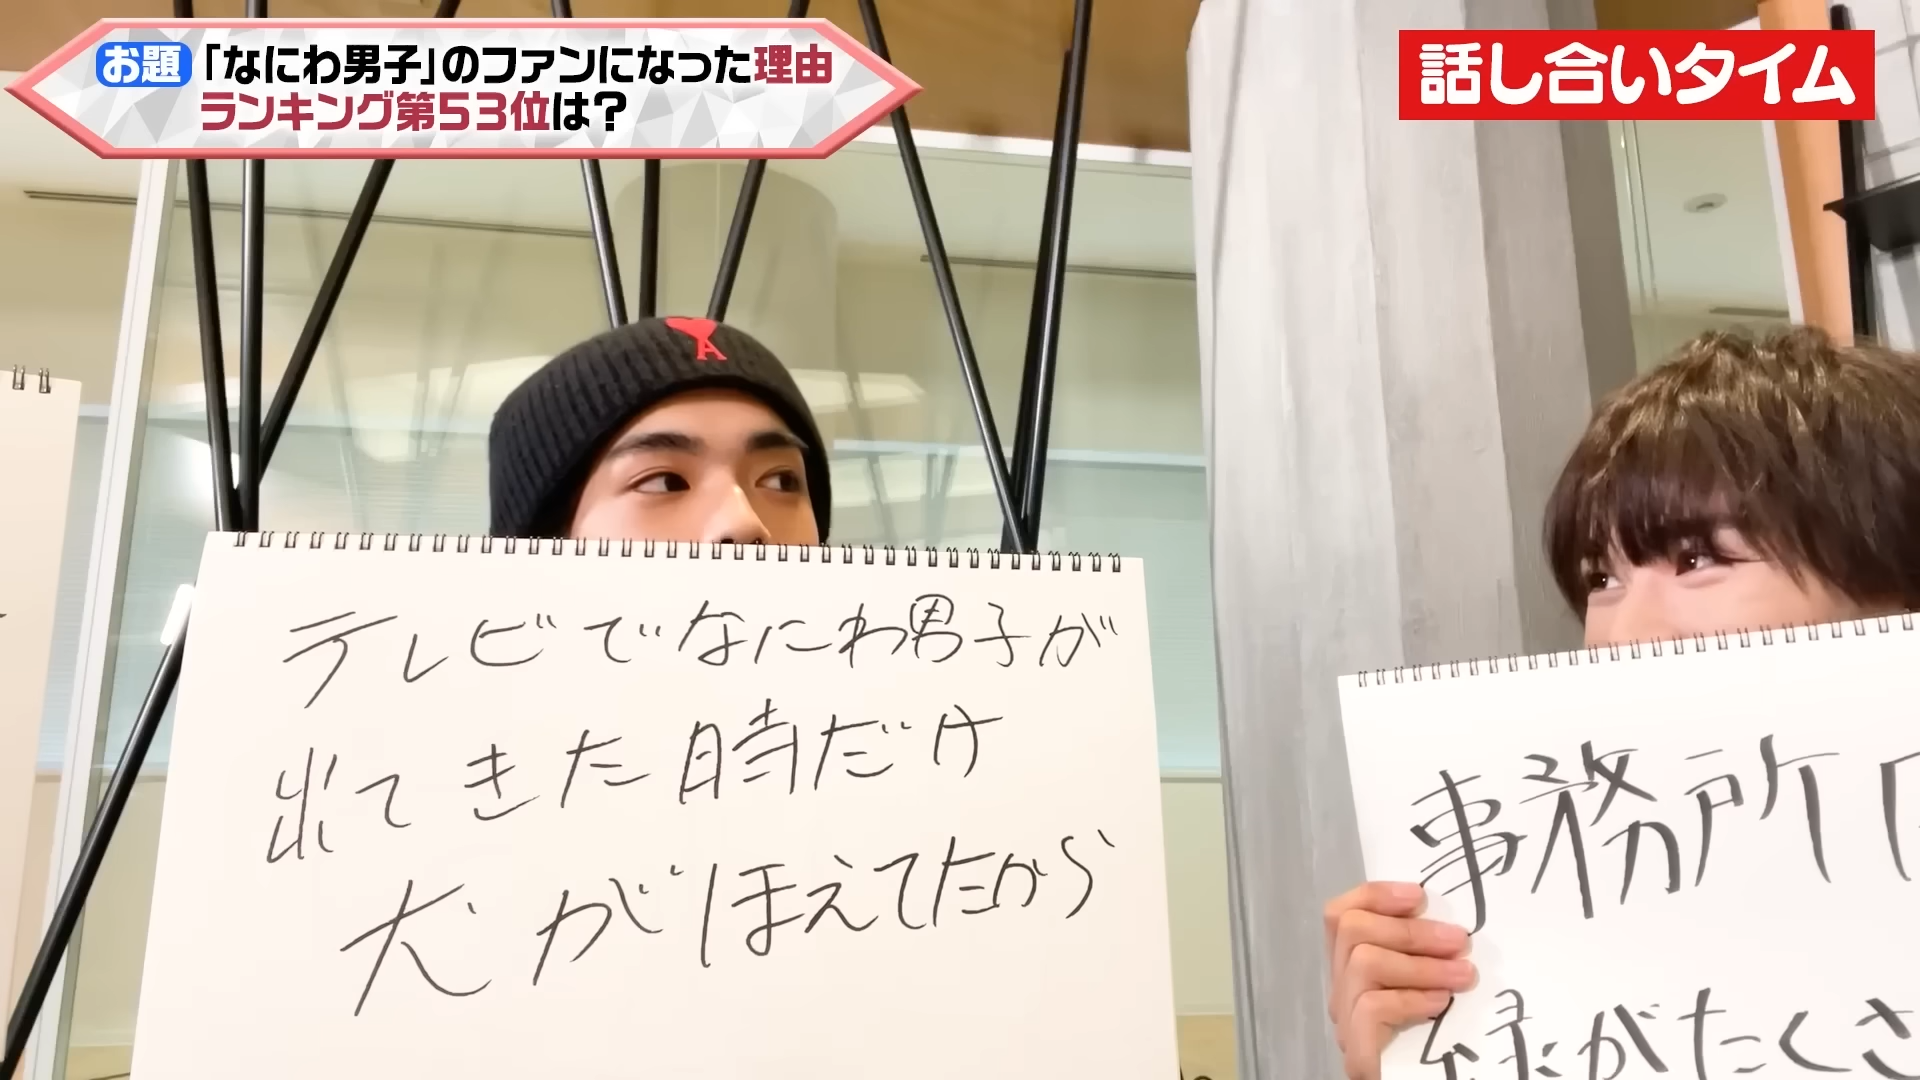 お題「なにわ男子」のファンになった理由
ランキング第53位は?
話し合いタイム
A
テレビでなにわ男子が
出てきた時だけ
犬がほえてたから
事務所
緑がたくさ